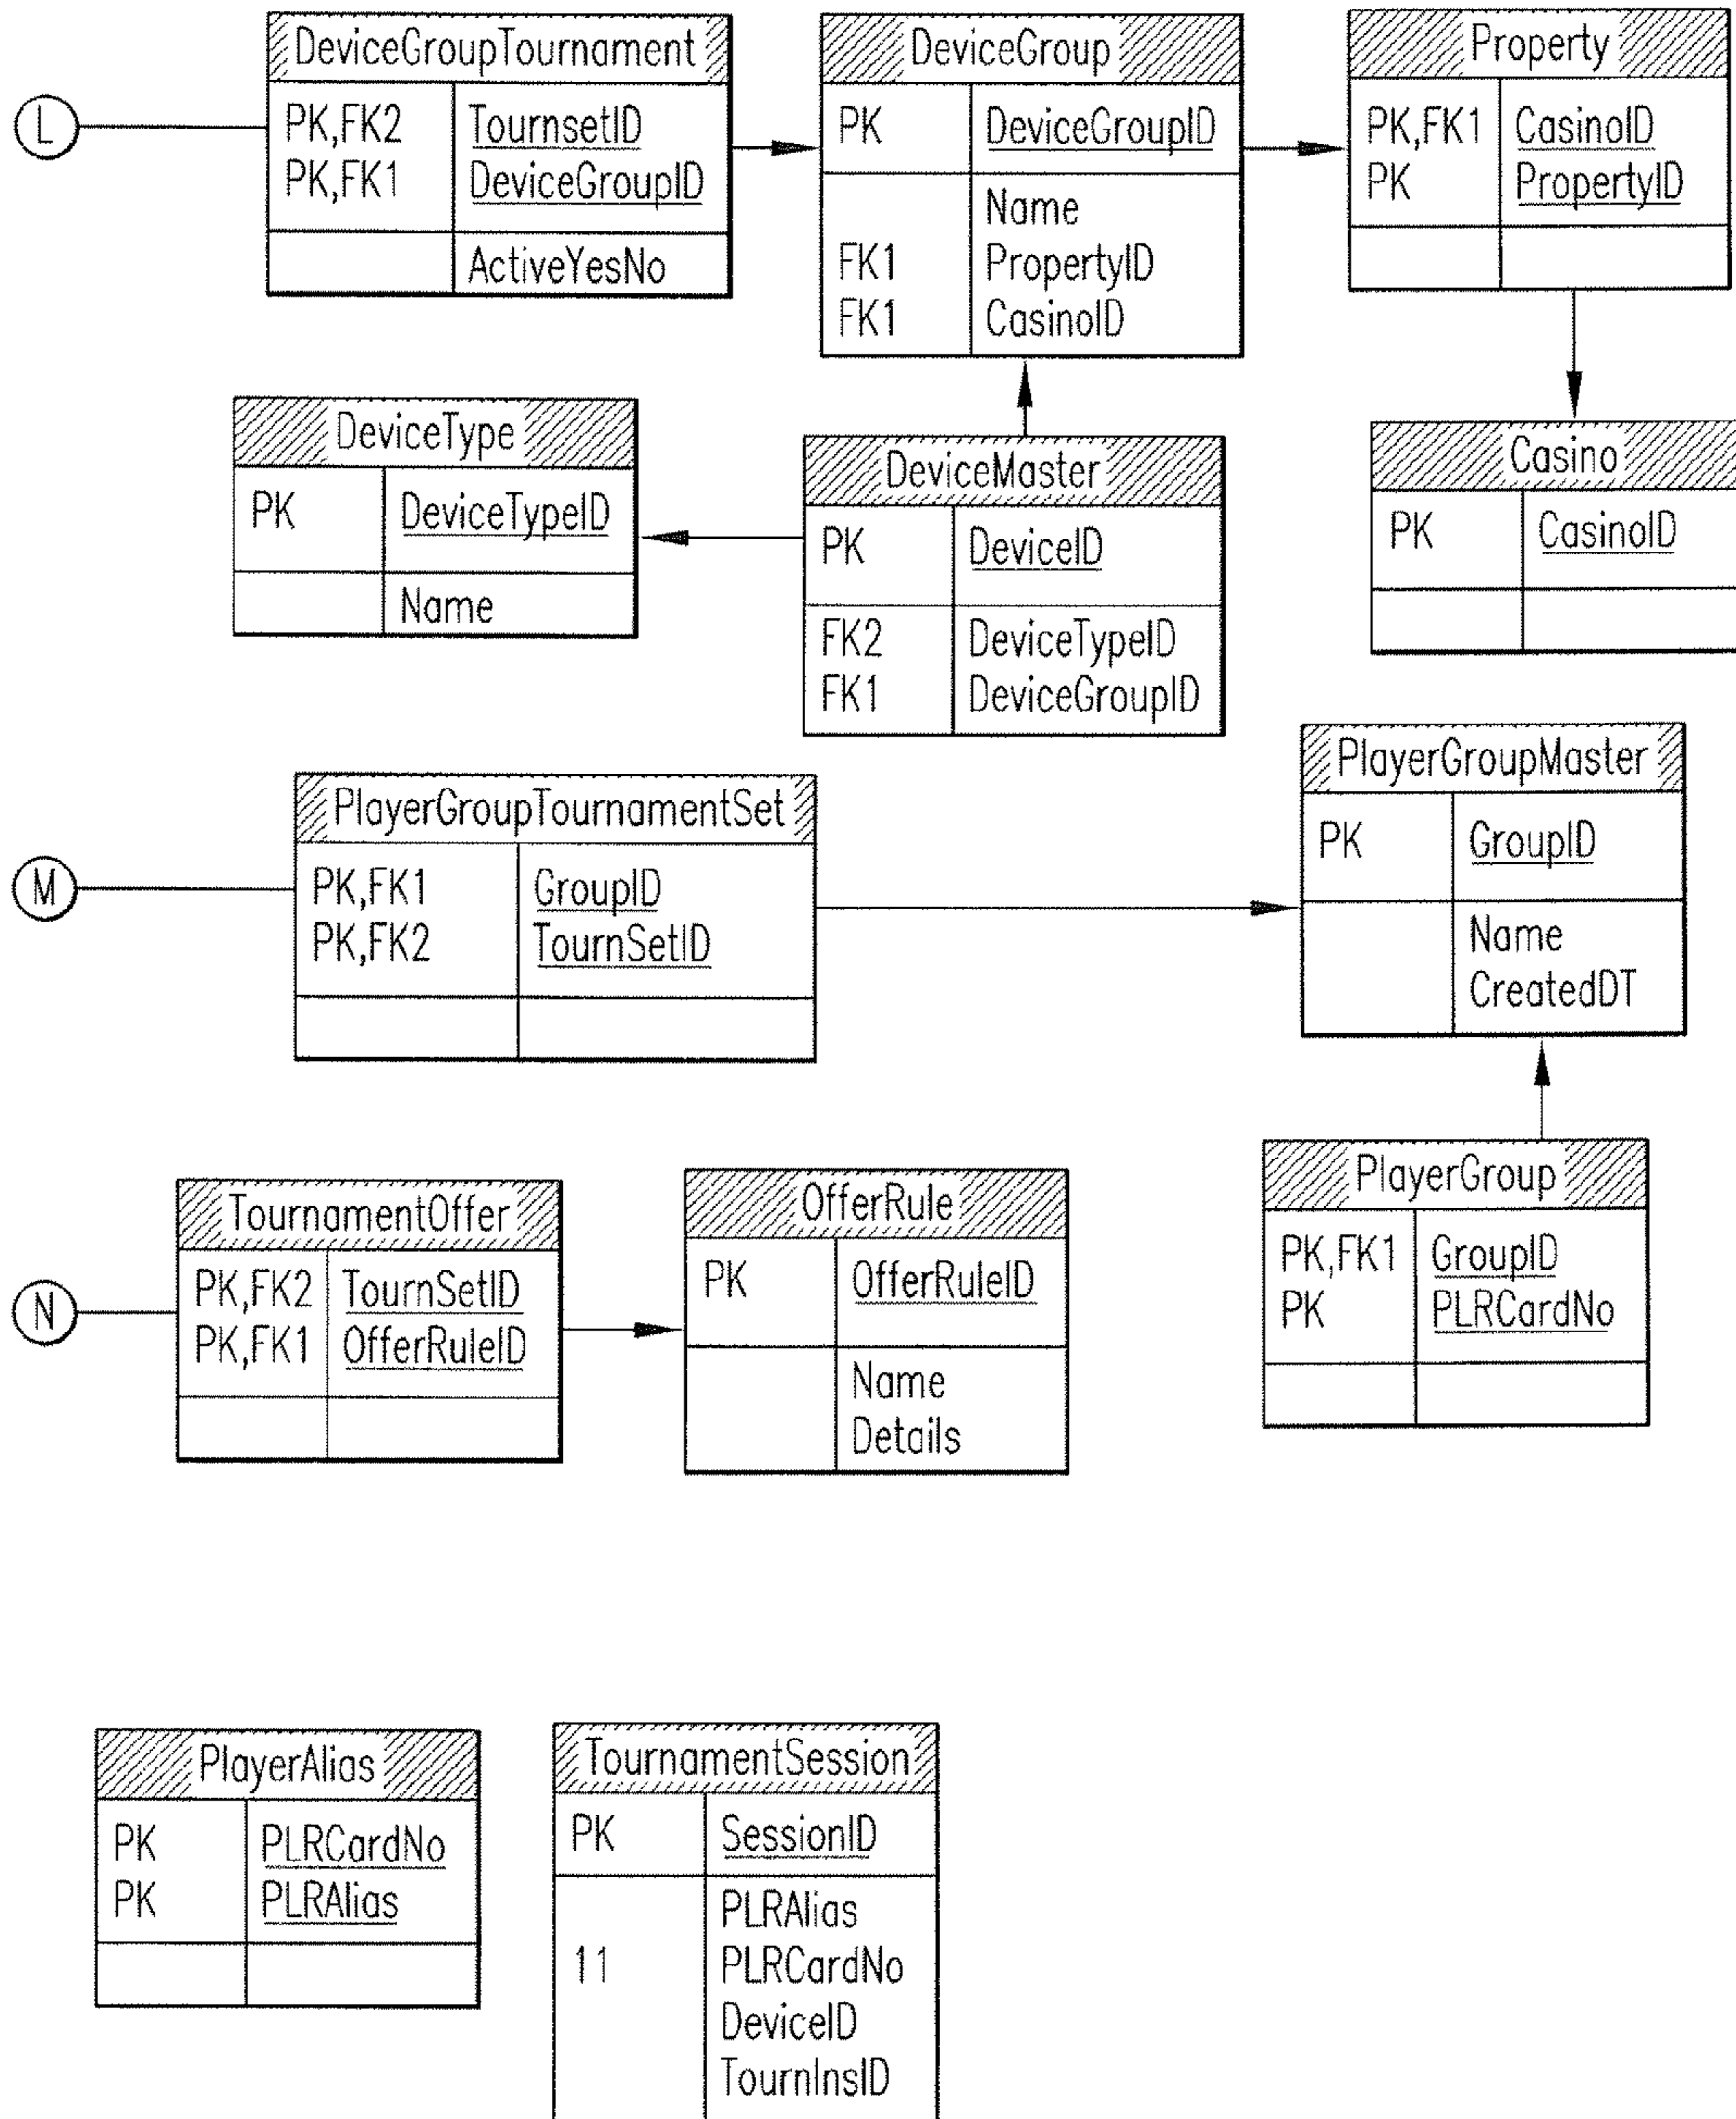 L
DeviceGroupTournament
PK,FK2 TournsetID
PK,FK1 DeviceGroupID
ActiveYesNo
DeviceGroup
PK DeviceGroupID
Name
FK1 PropertyID
FK1 CasinoID
Property
PK,FK1 CasinoID
PK PropertyID
DeviceType
PK DeviceTypeID
Name
DeviceMaster
PK DeviceID
FK2 DeviceTypeID
FK1 DeviceGroupID
Casino
PK CasinoID
M
PlayerGroupTournamentSet
PK,FK1 GroupID
PK,FK2 TournSetID
PlayerGroupMaster
PK GroupID
Name
CreatedDT
N
TournamentOffer
PK,FK2 TournSetID
PK,FK1 OfferRuleID
OfferRule
PK OfferRuleID
Name
Details
PlayerGroup
PK,FK1 GroupID
PK PLRCardNo
PlayerAlias
PK PLRCardNo
PK PLRAlias
TournamentSession
PK SessionID
PLRAlias
11 PLRCardNo
DeviceID
TournInsID